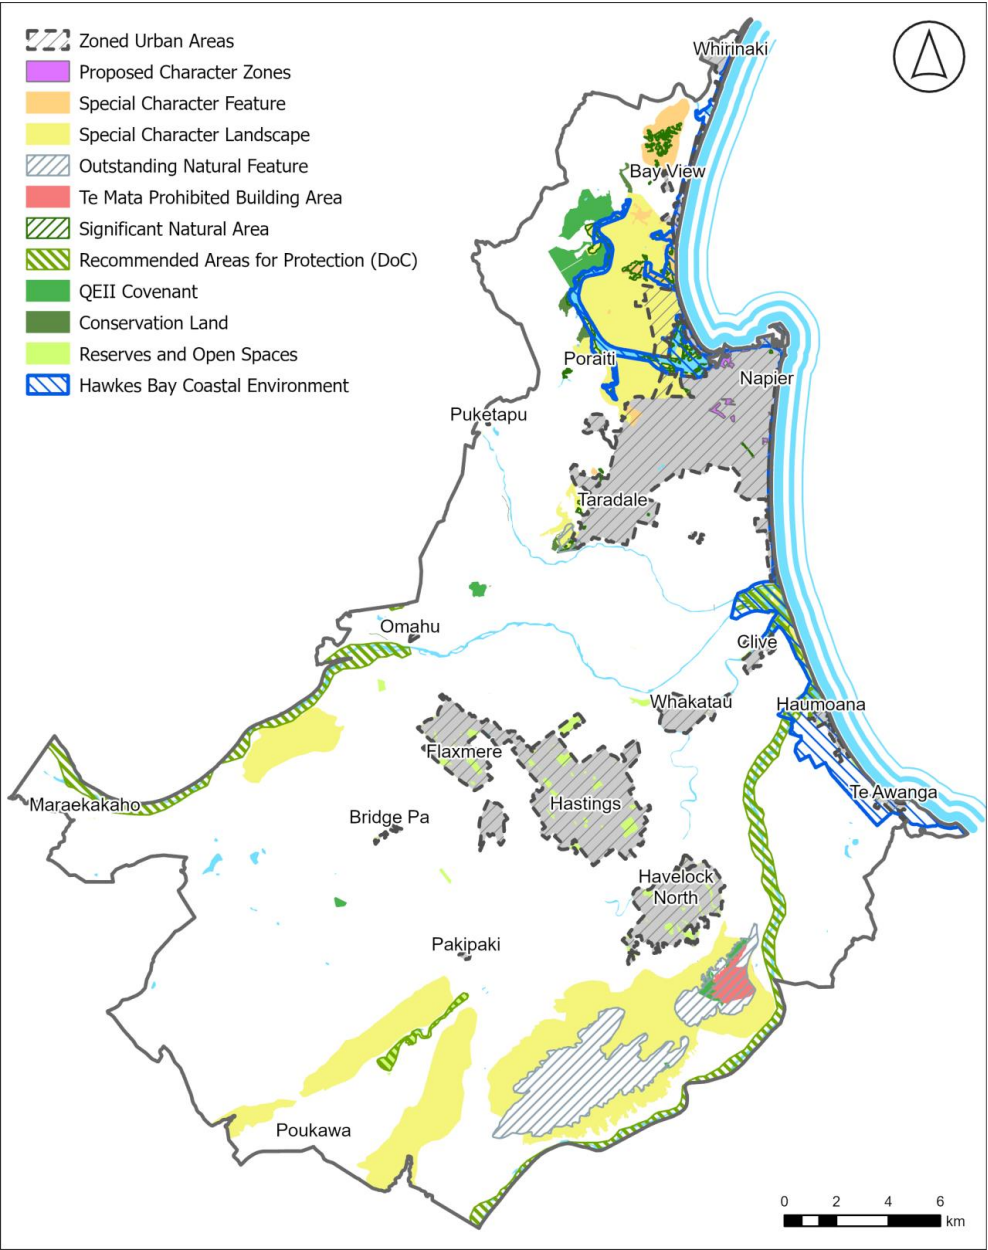 Zoned Urban Areas
Proposed Character Zones
Special Character Feature
Special Character Landscape
Outstanding Natural Feature
Te Mata Prohibited Building Area
Significant Natural Area
Recommended Areas for Protection (DoC)
QEII Covenant
Conservation Land
Reserves and Open Spaces
Hawkes Bay Coastal Environment
Whirinaki
Bay View
Poraiti
Napier
Puketapu
Taradale
Omahu
Clive
Whakatau
Haumoana
Flaxmere
Te Awanga
Maraekakaho
Hastings
Bridge Pa
Havelock
North
Pakipaki
Poukawa
0 2 4 6
km